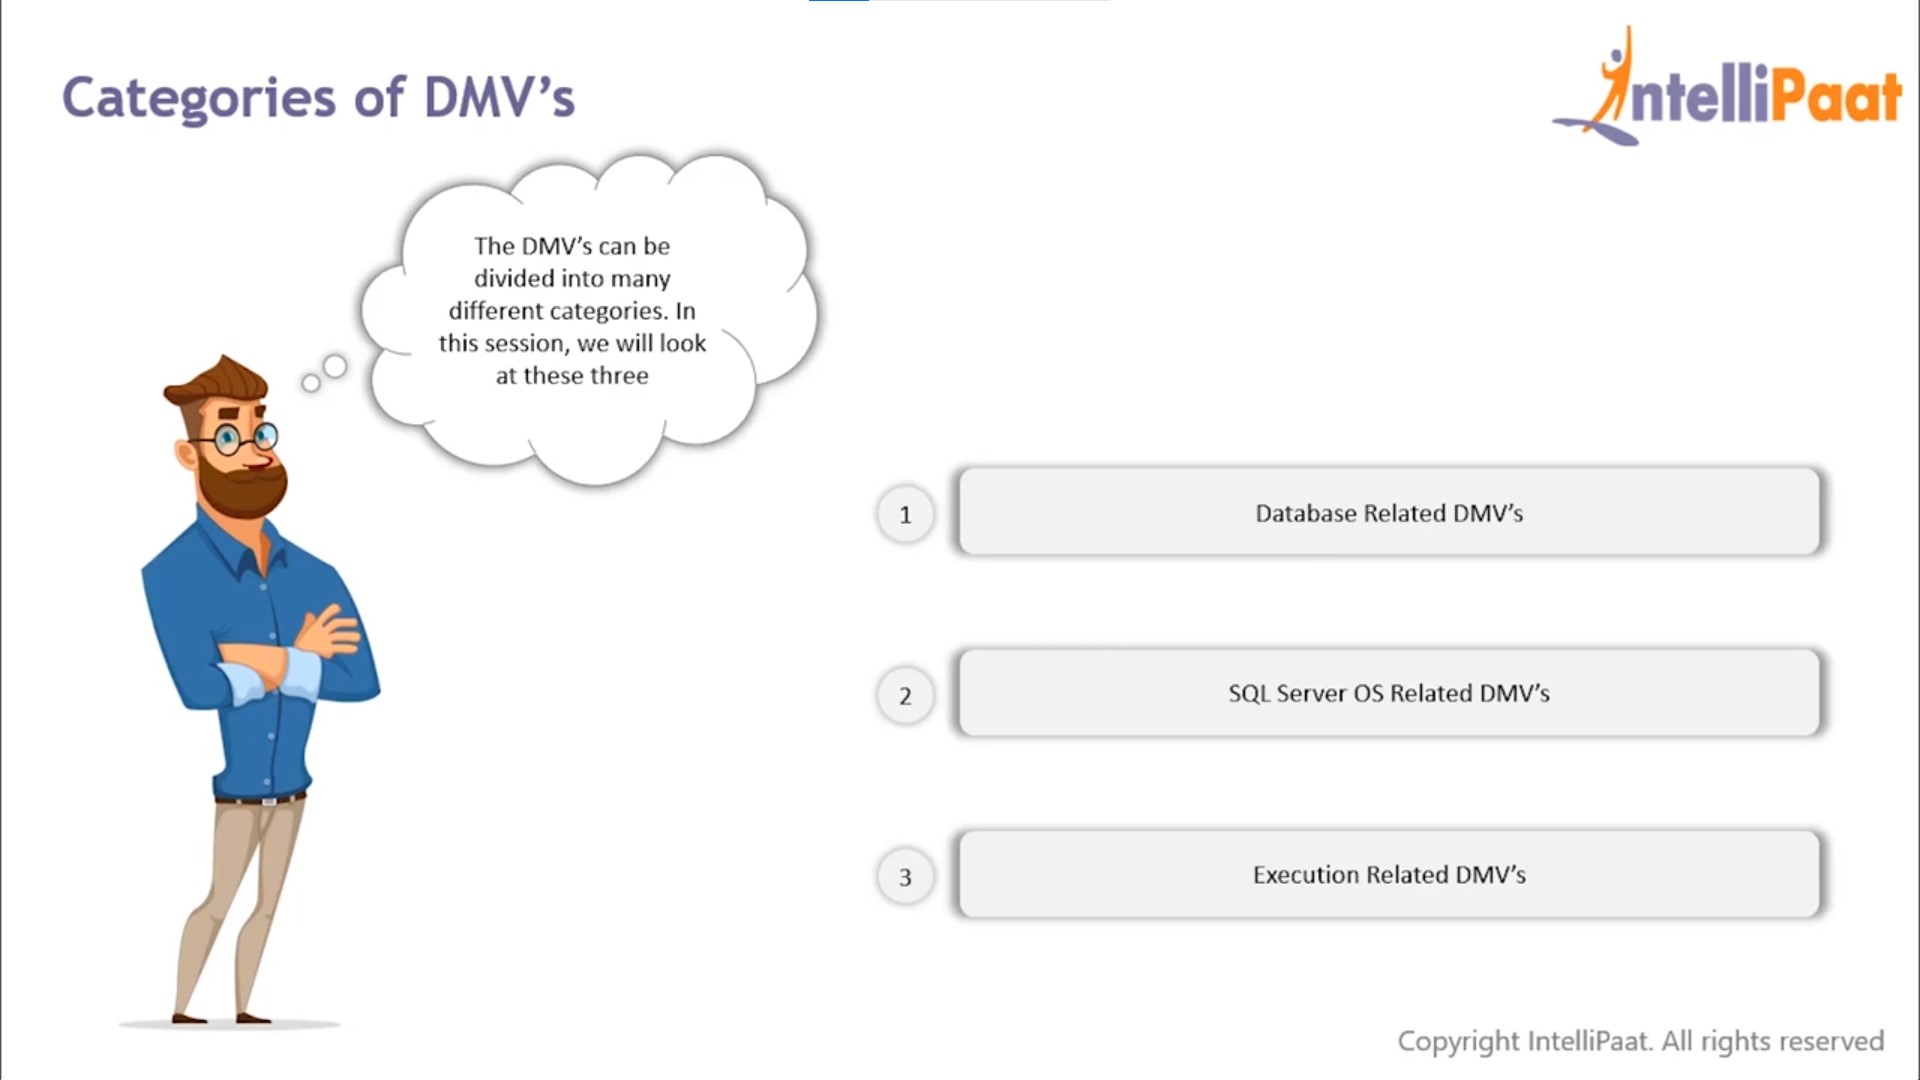 Categories of DMV's
IntelliPaat
The DMV's can be
divided into many
different categories. In
this session, we will look
at these three
1
Database Related DMV's
2
SQL Server OS Related DMV's
3
Execution Related DMV's
Copyright IntelliPaat. All rights reserved